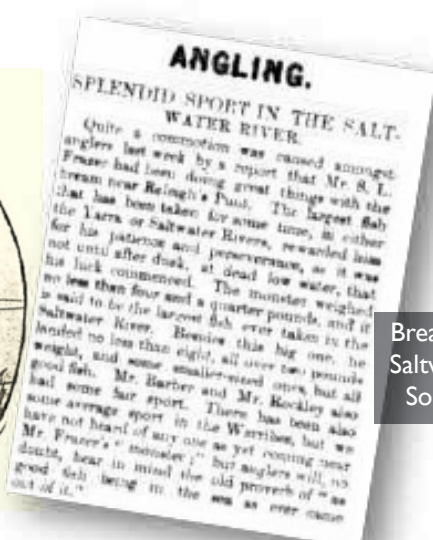 ANGLING.
SPLENDID SPORT IN THE SALT-
WATER RIVER.
Quite a commotion was caused amongst
anglers last week by a report that Mr. S. L.
Fraser had been doing great things with the
bream near Raleigh's Punt. The largest fish
that has been taken for some time, in either
the Yarra or Saltwater Rivers, rewarded him
for his patience and perseverance, as it was
not until after dusk, at dead low water, that
his luck commenced. The monster weighed
no less than four and a quarter pounds, and it
is said to be the largest fish ever taken in the
Saltwater River. Besides this big one, he
landed no less than eight, all over two pounds
weight, and some smaller-sized ones, but all
good fish. Mr. Barber and Mr. Rockley also
had some fair sport. There has been also
some average sport in the Werribee, but we
have not heard of any one as yet coming near
Mr. Fraser's "monster;" but anglers will, no
doubt, bear in mind the old proverb of "as
good fish being in the sea as ever came
out of it."
Brea
Saltw
So